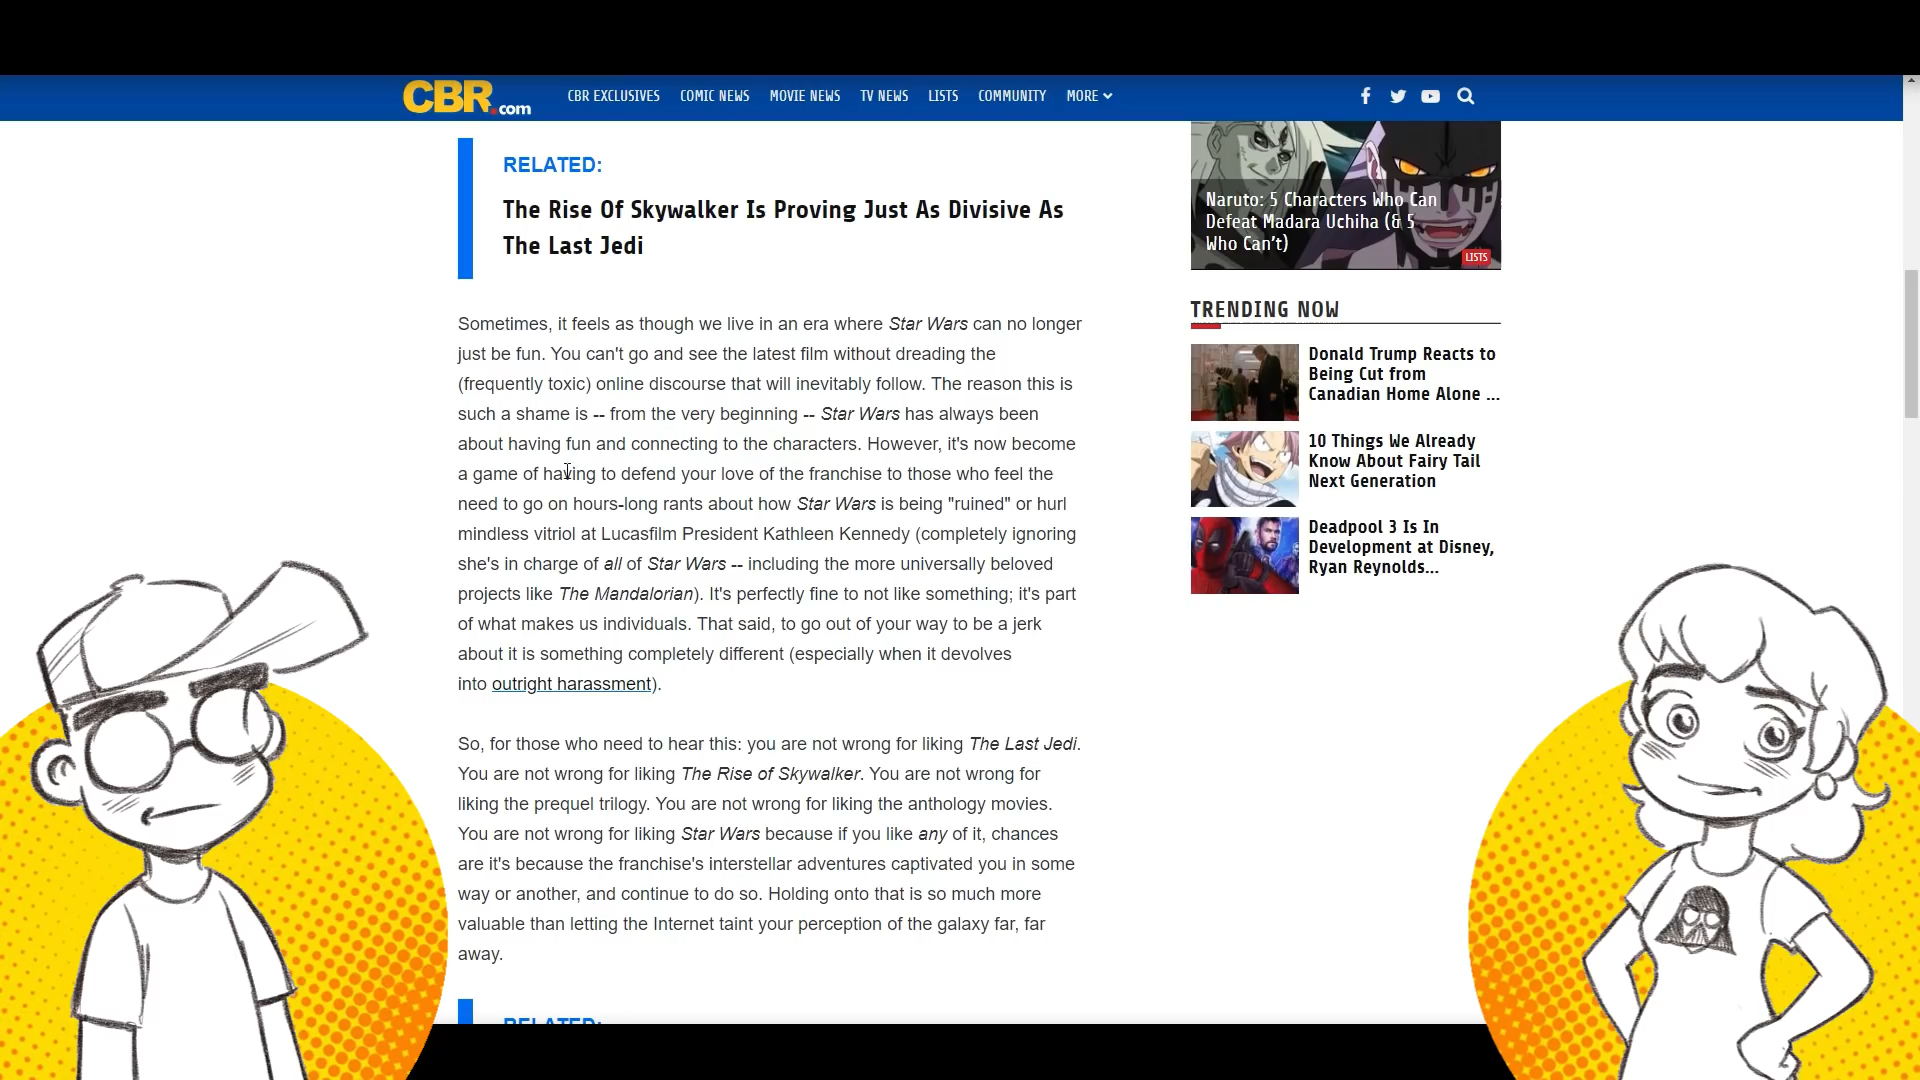 CBR.com
CBR EXCLUSIVES COMIC NEWS MOVIE NEWS TV NEWS LISTS COMMUNITY MORE
RELATED:
The Rise Of Skywalker Is Proving Just As Divisive As
The Last Jedi
Sometimes, it feels as though we live in an era where Star Wars can no longer
just be fun. You can't go and see the latest film without dreading the
(frequently toxic) online discourse that will inevitably follow. The reason this is
such a shame is -- from the very beginning -- Star Wars has always been
about having fun and connecting to the characters. However, it's now become
a game of having to defend your love of the franchise to those who feel the
need to go on hours-long rants about how Star Wars is being "ruined" or hurl
mindless vitriol at Lucasfilm President Kathleen Kennedy (completely ignoring
she's in charge of all of Star Wars -- including the more universally beloved
projects like The Mandalorian). It's perfectly fine to not like something; it's part
of what makes us individuals. That said, to go out of your way to be a jerk
about it is something completely different (especially when it devolves
into outright harassment).
So, for those who need to hear this: you are not wrong for liking The Last Jedi.
You are not wrong for liking The Rise of Skywalker. You are not wrong for
liking the prequel trilogy. You are not wrong for liking the anthology movies.
You are not wrong for liking Star Wars because if you like any of it, chances
are it's because the franchise's interstellar adventures captivated you in some
way or another, and continue to do so. Holding onto that is so much more
valuable than letting the Internet taint your perception of the galaxy far, far
away.
RELATED:
Naruto: 5 Characters Who Can
Defeat Madara Uchiha (& 5
Who Can't)
LISTS
TRENDING NOW
Donald Trump Reacts to
Being Cut from
Canadian Home Alone ...
10 Things We Already
Know About Fairy Tail
Next Generation
Deadpool 3 Is In
Development at Disney,
Ryan Reynolds...